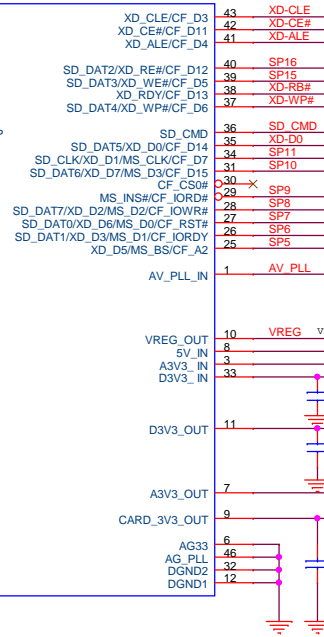 XD_CLE/CF_D3 43 XD-CLE
XD_CE#/CF_D11 42 XD-CE#
XD_ALE/CF_D4 41 XD-ALE
SD_DAT2/XD_RE#/CF_D12 40 SP16
SD_DAT3/XD_WE#/CF_D5 39 SP15
XD_RDY/CF_D13 38 XD-RB#
SD_DAT4/XD_WP#/CF_D6 37 XD-WP#
SD_CMD 36 SD_CMD
SD_DAT5/XD_D0/CF_D14 35 XD-D0
SD_CLK/XD_D1/MS_CLK/CF_D7 34 SP11
SD_DAT6/XD_D7/MS_D3/CF_D15 31 SP10
CF_CS0# 30
MS_INS#/CF_IORD# 29 SP9
SD_DAT7/XD_D2/MS_D2/CF_IOWR# 28 SP8
SD_DAT0/XD_D6/MS_D0/CF_RST# 27 SP7
SD_DAT1/XD_D3/MS_D1/CF_IORDY 26 SP6
XD_D5/MS_BS/CF_A2 25 SP5
AV_PLL_IN 1 AV_PLL
VREG_OUT 10 VREG V
5V_IN 8
A3V3_ IN 3
D3V3_ IN 33
D3V3_OUT 11
A3V3_OUT 7
CARD_3V3_OUT 9
AG33 6
AG_PLL 46
DGND2 32
DGND1 12